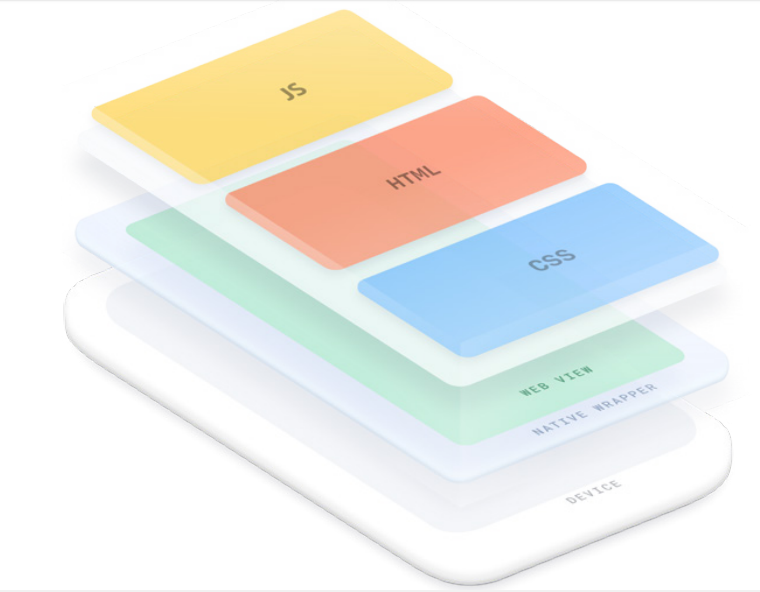 JS
HTML
CSS
WEB VIEW
NATIVE WRAPPER
DEVICE